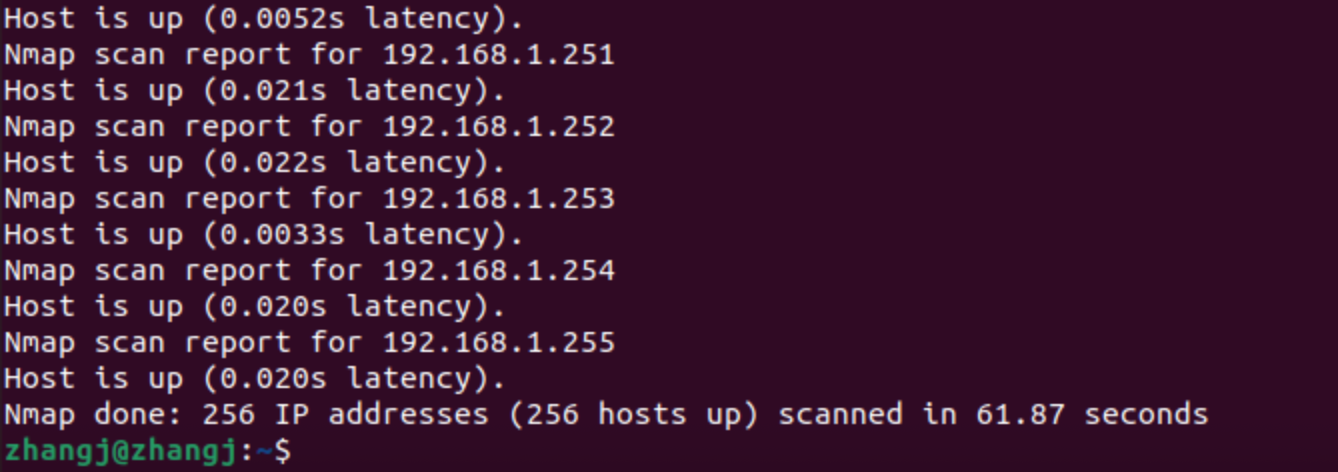 Host is up (0.0052s latency).
Nmap scan report for 192.168.1.251
Host is up (0.021s latency).
Nmap scan report for 192.168.1.252
Host is up (0.022s latency).
Nmap scan report for 192.168.1.253
Host is up (0.0033s latency).
Nmap scan report for 192.168.1.254
Host is up (0.020s latency).
Nmap scan report for 192.168.1.255
Host is up (0.020s latency).
Nmap done: 256 IP addresses (256 hosts up) scanned in 61.87 seconds
zhangj@zhangj:~$